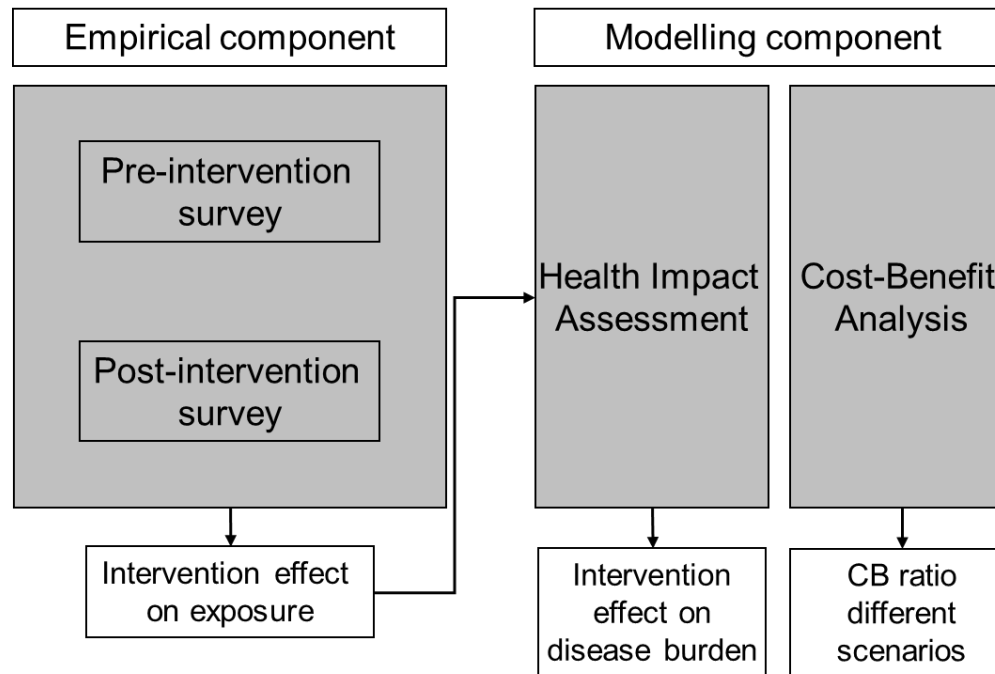 Empirical component
Modelling component
Pre-intervention
survey
Post-intervention
survey
Health Impact
Assessment
Cost-Benefit
Analysis
Intervention effect
on exposure
Intervention
effect on
disease burden
CB ratio
different
scenarios